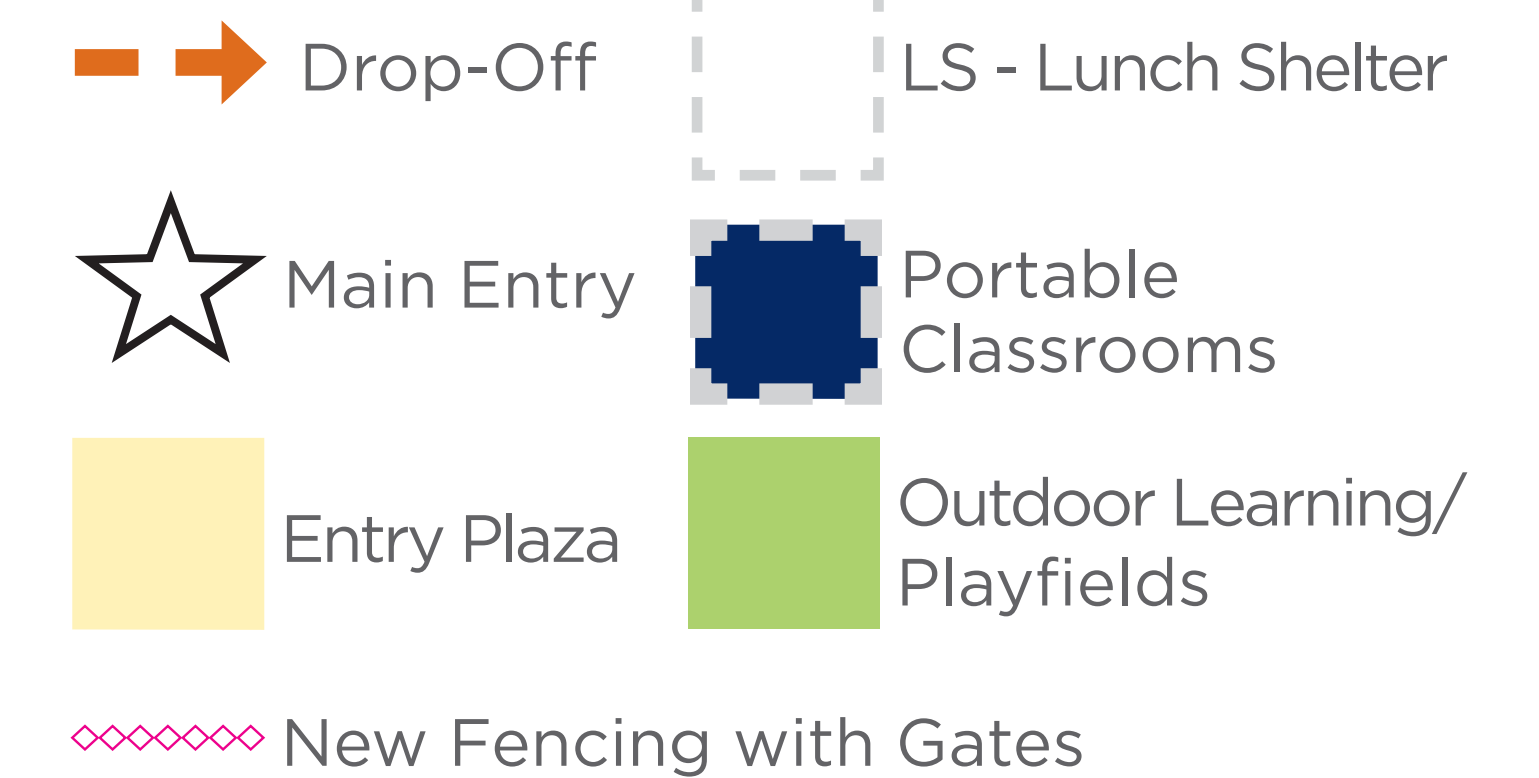 Drop-Off
LS - Lunch Shelter
Main Entry
Portable
Classrooms
Entry Plaza
Outdoor Learning/
Playfields
New Fencing with Gates